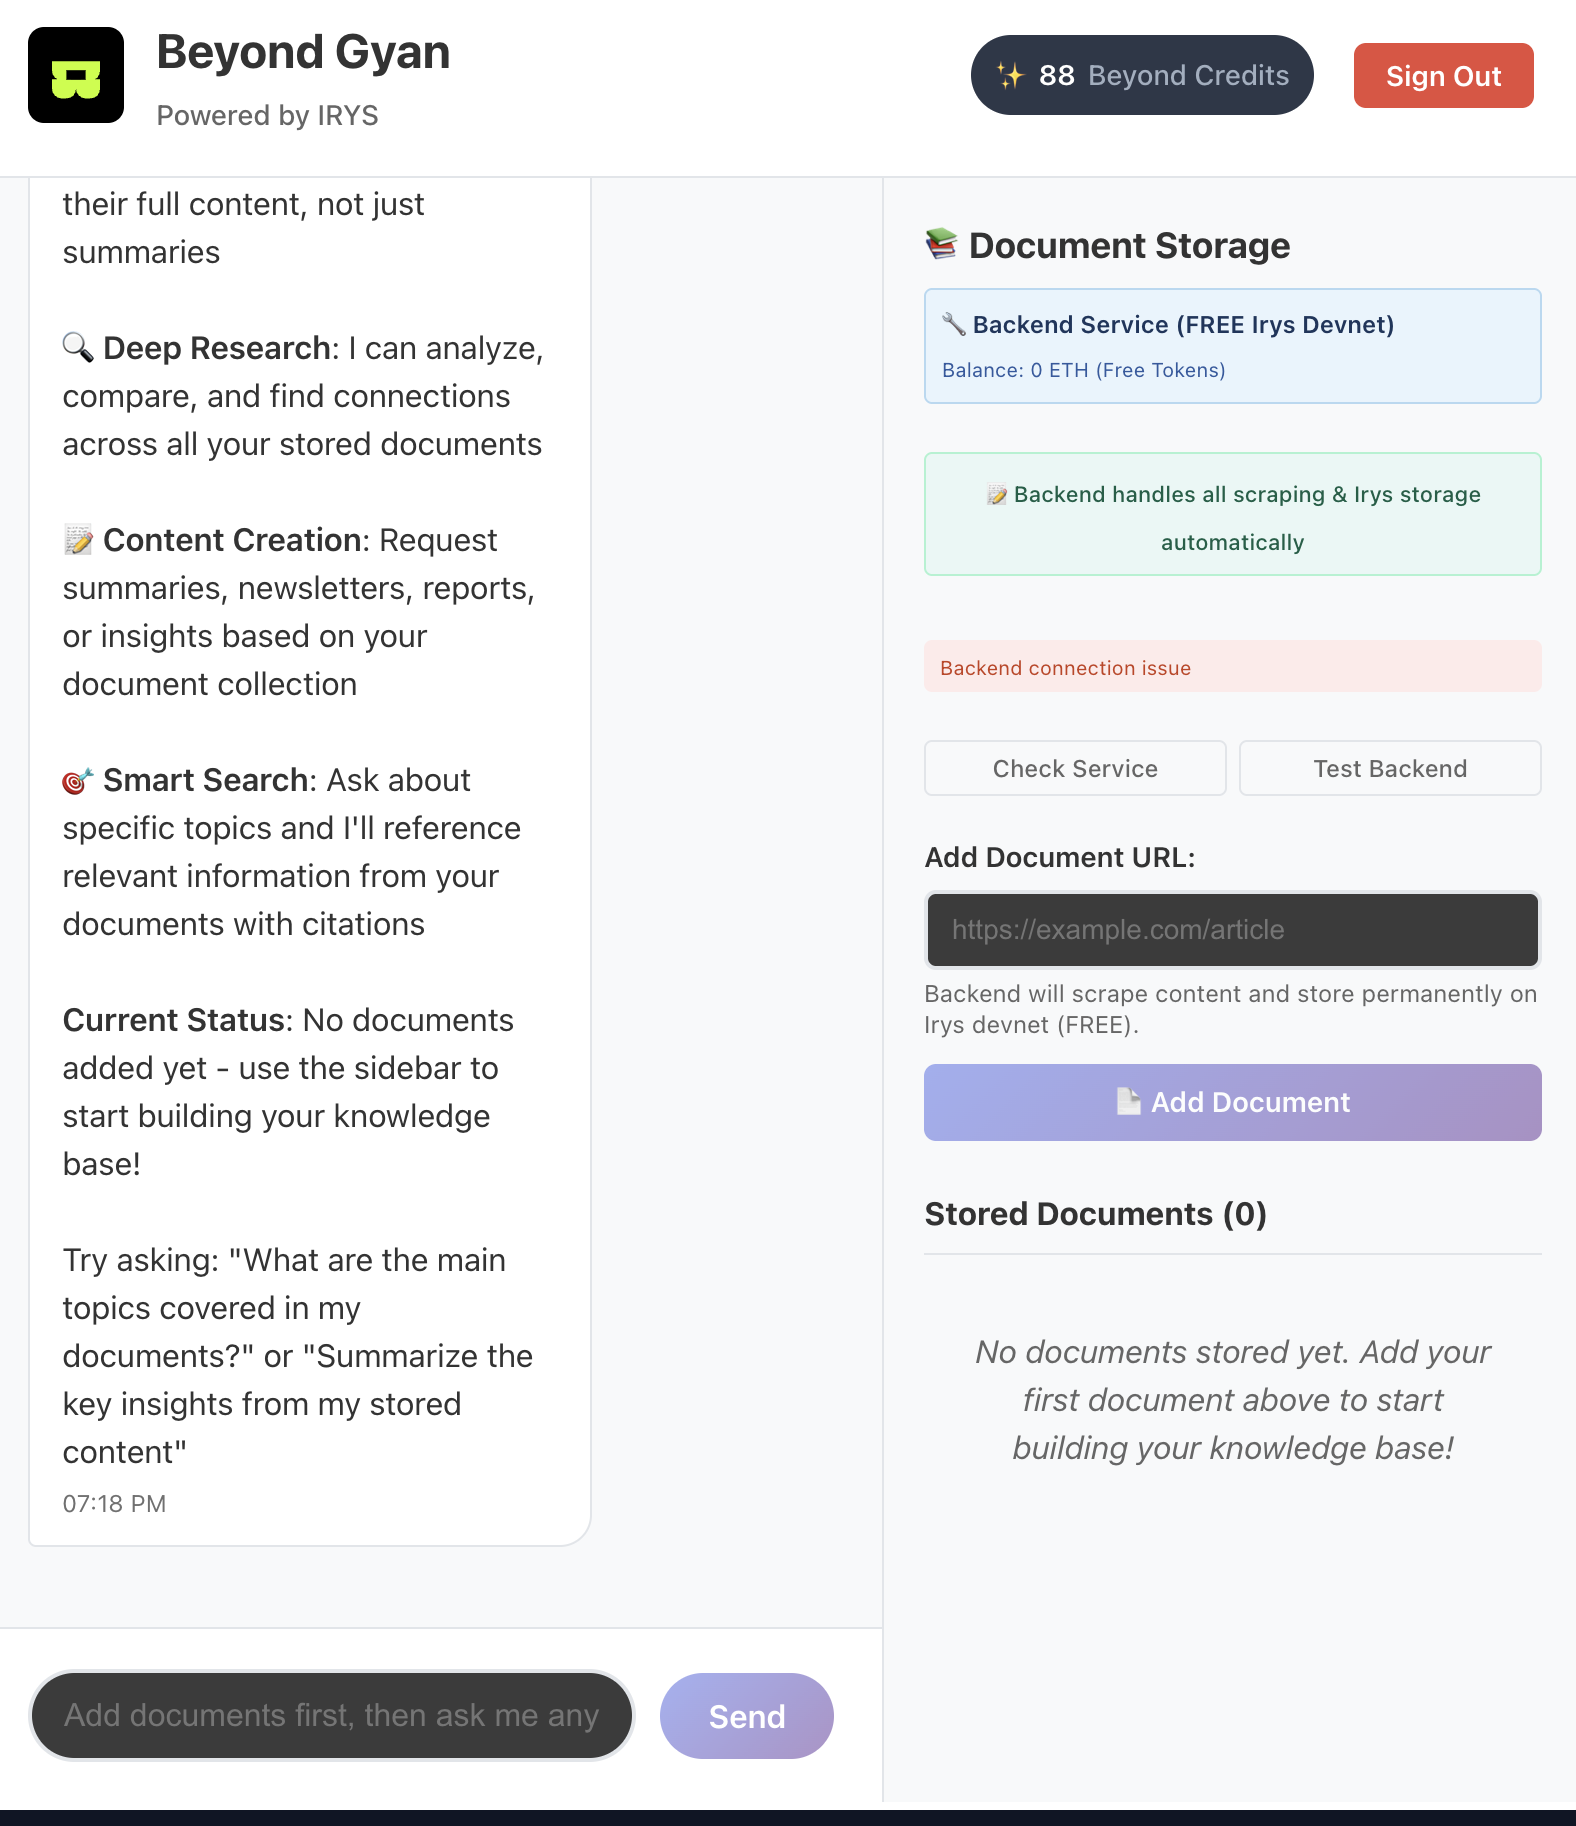 Beyond Gyan
Powered by IRYS
✨ 88 Beyond Credits
Sign Out
their full content, not just
summaries
🔍 Deep Research: I can analyze,
compare, and find connections
across all your stored documents
📝 Content Creation: Request
summaries, newsletters, reports,
or insights based on your
document collection
🎯 Smart Search: Ask about
specific topics and I'll reference
relevant information from your
documents with citations
Current Status: No documents
added yet - use the sidebar to
start building your knowledge
base!
Try asking: "What are the main
topics covered in my
documents?" or "Summarize the
key insights from my stored
content"
07:18 PM
Add documents first, then ask me any
Send
📚 Document Storage
🔧 Backend Service (FREE Irys Devnet)
Balance: 0 ETH (Free Tokens)
📝 Backend handles all scraping & Irys storage
automatically
Backend connection issue
Check Service
Test Backend
Add Document URL:
https://example.com/article
Backend will scrape content and store permanently on
Irys devnet (FREE).
📄 Add Document
Stored Documents (0)
No documents stored yet. Add your
first document above to start
building your knowledge base!